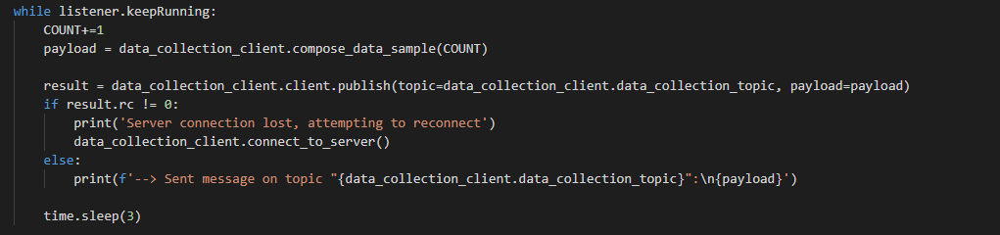 while listener.keepRunning:
    COUNT+=1
    payload = data_collection_client.compose_data_sample(COUNT)

    result = data_collection_client.client.publish(topic=data_collection_client.data_collection_topic, payload=payload)
    if result.rc != 0:
        print('Server connection lost, attempting to reconnect')
        data_collection_client.connect_to_server()
    else:
        print(f'--> Sent message on topic "{data_collection_client.data_collection_topic}":\n{payload}')

    time.sleep(3)